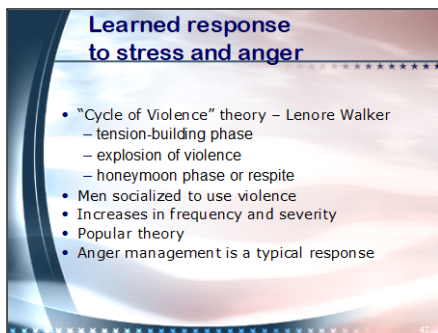 Learned response
to stress and anger
• "Cycle of Violence" theory – Lenore Walker
– tension-building phase
– explosion of violence
– honeymoon phase or respite
• Men socialized to use violence
• Increases in frequency and severity
• Popular theory
• Anger management is a typical response